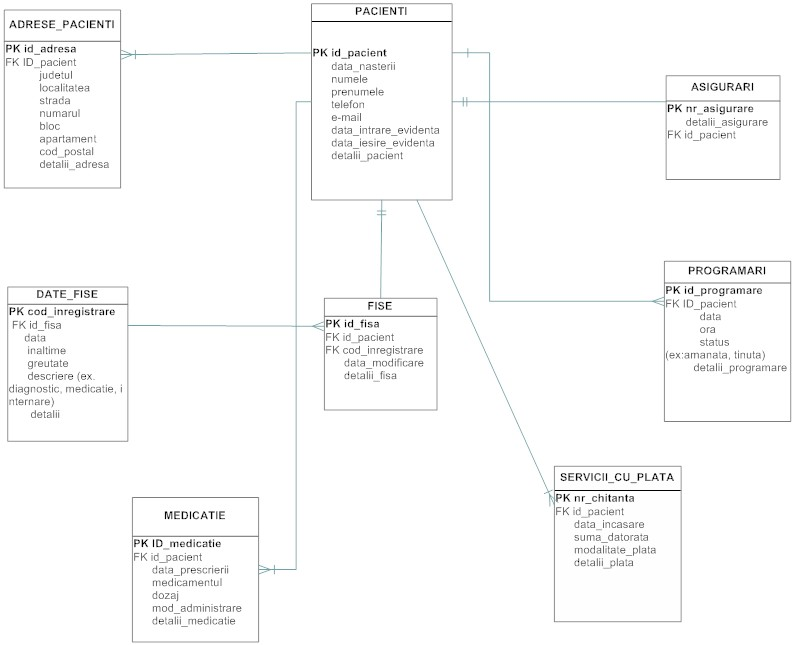 ADRESE_PACIENTI
PK id_adresa
FK ID_pacient
judetul
localitatea
strada
numarul
bloc
apartament
cod_postal
detalii_adresa
PACIENTI
PK id_pacient
data_nasterii
numele
prenumele
telefon
e-mail
data_intrare_evidenta
data_iesire_evidenta
detalii_pacient
ASIGURARI
PK nr_asigurare
detalii_asigurare
FK id_pacient
DATE_FISE
PK cod_inregistrare
FK id_fisa
data
inaltime
greutate
descriere (ex.
diagnostic, medicatie, i
nternare)
detalii
FISE
PK id_fisa
FK id_pacient
FK cod_inregistrare
data_modificare
detalii_fisa
PROGRAMARI
PK id_programare
FK ID_pacient
data
ora
status
(ex:amanata, tinuta)
detalii_programare
MEDICATIE
PK ID_medicatie
FK id_pacient
data_prescrierii
medicamentul
dozaj
mod_administrare
detalii_medicatie
SERVICII_CU_PLATA
PK nr_chitanta
FK id_pacient
data_incasare
suma_datorata
modalitate_plata
detalii_plata